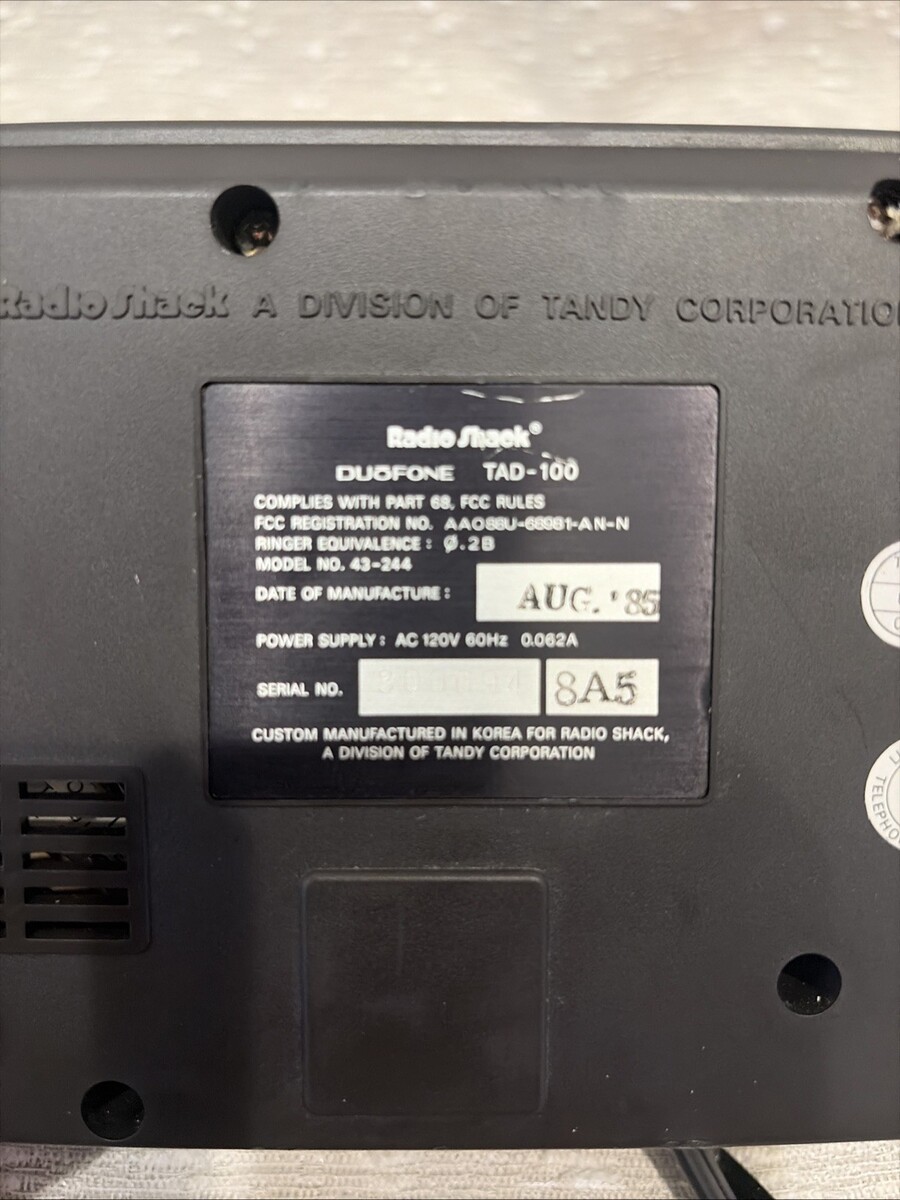 Radio Shack A DIVISION OF TANDY CORPORATIO
Radio Shack®
DUŌFONE TAD-100
COMPLIES WITH PART 68, FCC RULES
FCC REGISTRATION NO. AAO86U-68981-AN-N
RINGER EQUIVALENCE : Ø.2B
MODEL NO. 43-244
DATE OF MANUFACTURE : AUG. '85
POWER SUPPLY : AC 120V 60Hz 0.062A
SERIAL NO. 8A5
CUSTOM MANUFACTURED IN KOREA FOR RADIO SHACK,
A DIVISION OF TANDY CORPORATION